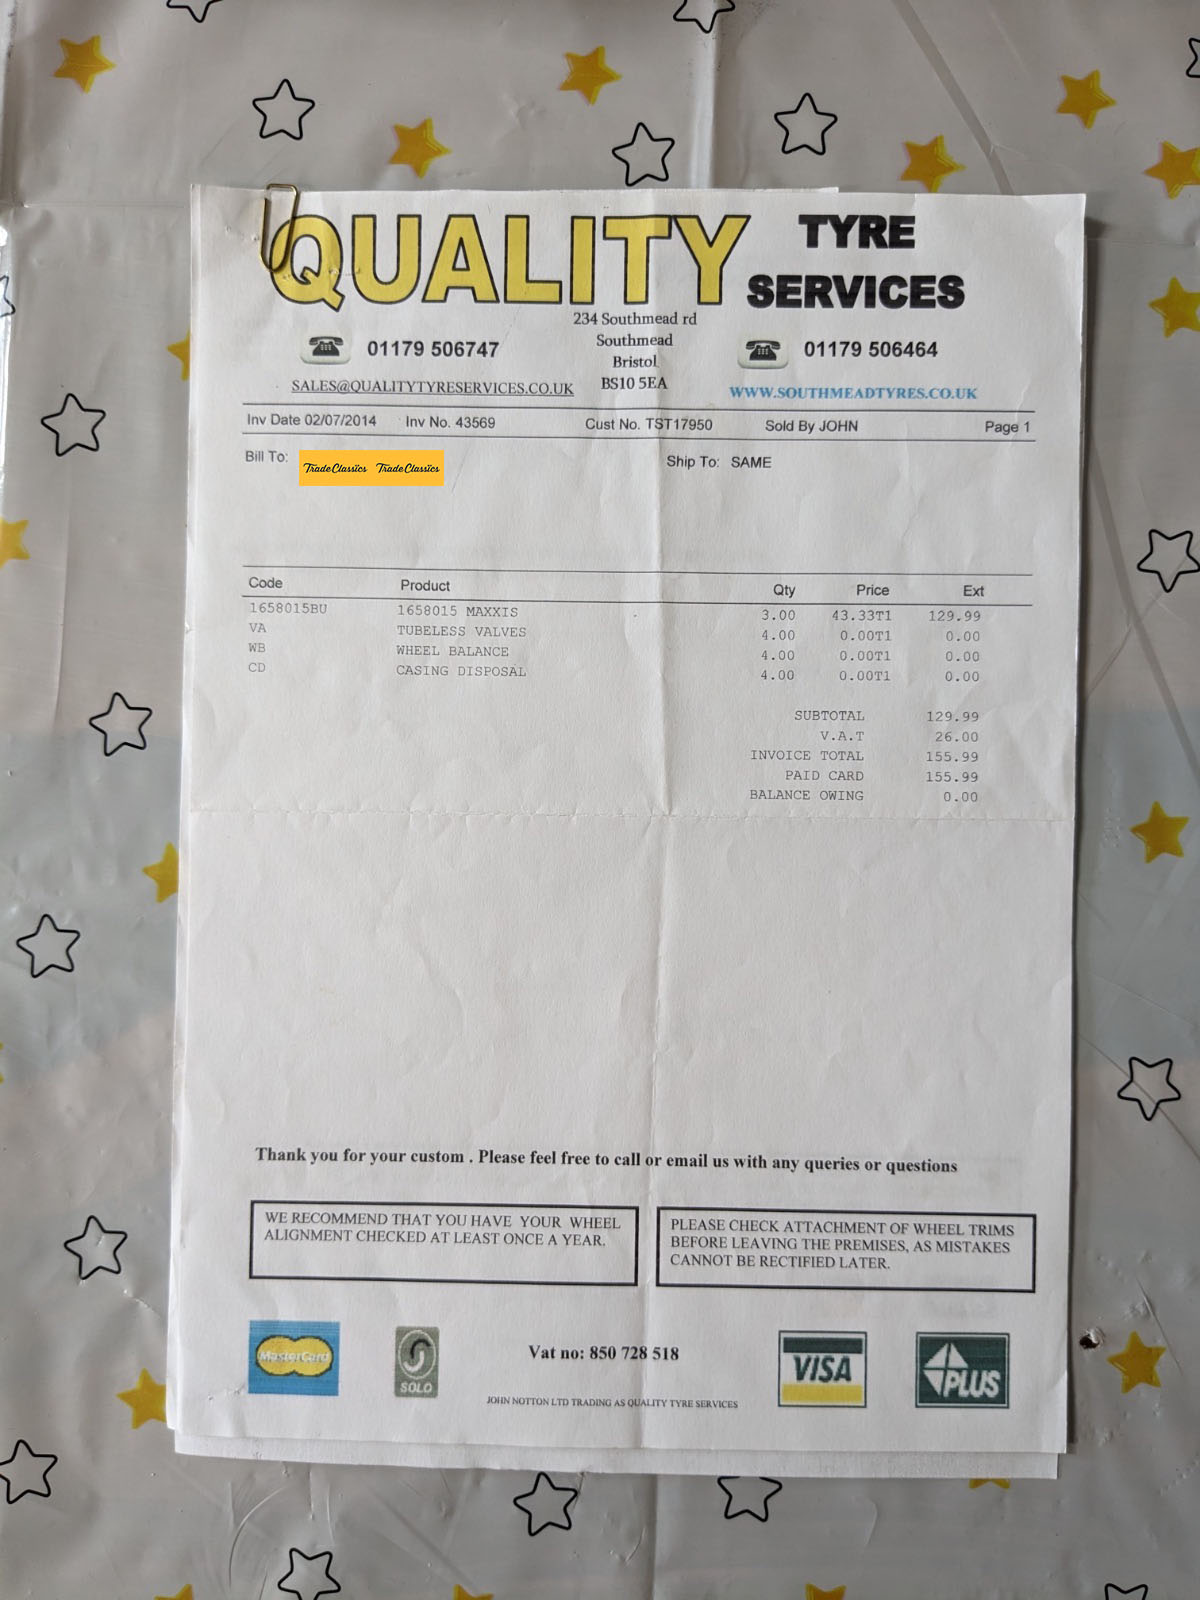 QUALITY TYRE SERVICES
234 Southmead rd
Southmead
Bristol
BS10 5EA
01179 506747
01179 506464
SALES@QUALITYTYRESERVICES.CO.UK
WWW.SOUTHMEADTYRES.CO.UK
Inv Date 02/07/2014 Inv No. 43569 Cust No. TST17950 Sold By JOHN Page 1
Bill To: TradeClassics TradeClassics Ship To: SAME
Code Product Qty Price Ext
1658015BU 1658015 MAXXIS 3.00 43.33T1 129.99
VA TUBELESS VALVES 4.00 0.00T1 0.00
WB WHEEL BALANCE 4.00 0.00T1 0.00
CD CASING DISPOSAL 4.00 0.00T1 0.00
SUBTOTAL 129.99
V.A.T 26.00
INVOICE TOTAL 155.99
PAID CARD 155.99
BALANCE OWING 0.00
Thank you for your custom . Please feel free to call or email us with any queries or questions
WE RECOMMEND THAT YOU HAVE YOUR WHEEL
ALIGNMENT CHECKED AT LEAST ONCE A YEAR.
PLEASE CHECK ATTACHMENT OF WHEEL TRIMS
BEFORE LEAVING THE PREMISES, AS MISTAKES
CANNOT BE RECTIFIED LATER.
MasterCard
SOLO
Vat no: 850 728 518
VISA
PLUS
JOHN NOTTON LTD TRADING AS QUALITY TYRE SERVICES